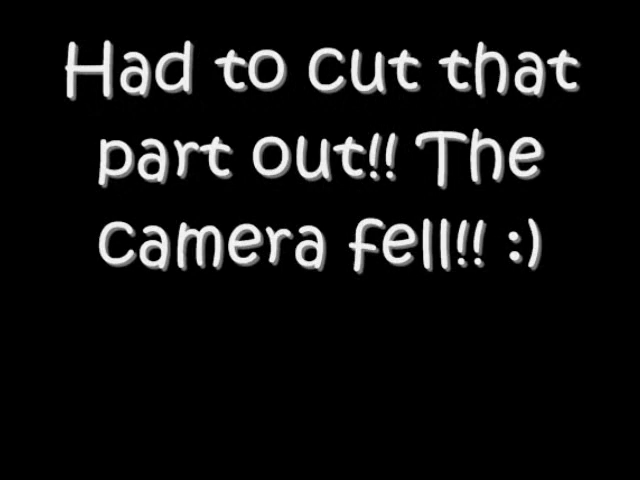 Had to cut that
part out!! The
camera fell!! :)